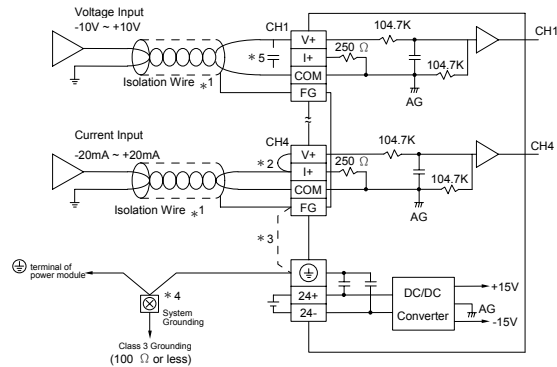 Voltage Input
-10V ~ +10V
Isolation Wire *1
CH1
*5
V+
I+
COM
FG
250 Ω
104.7K
104.7K
AG
CH1
Current Input
-20mA ~ +20mA
Isolation Wire *1
CH4
*2
V+
I+
COM
FG
250 Ω
104.7K
104.7K
AG
CH4
*3
terminal of
power module
*4
System
Grounding
Class 3 Grounding
(100 Ω or less)
24+
24-
DC/DC
Converter
+15V
AG
-15V